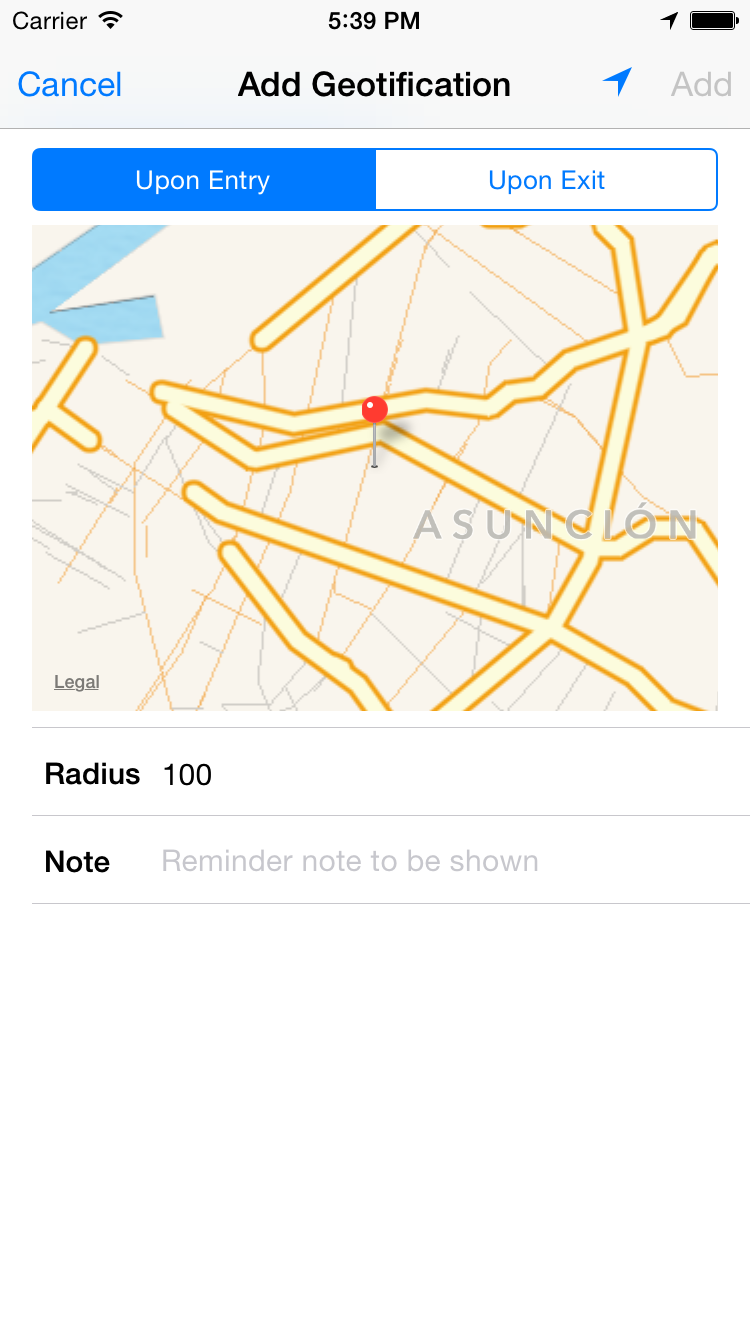 Carrier 5:39 PM
Cancel Add Geotification Add
Upon Entry Upon Exit
ASUNCIÓN
Legal
Radius 100
Note Reminder note to be shown